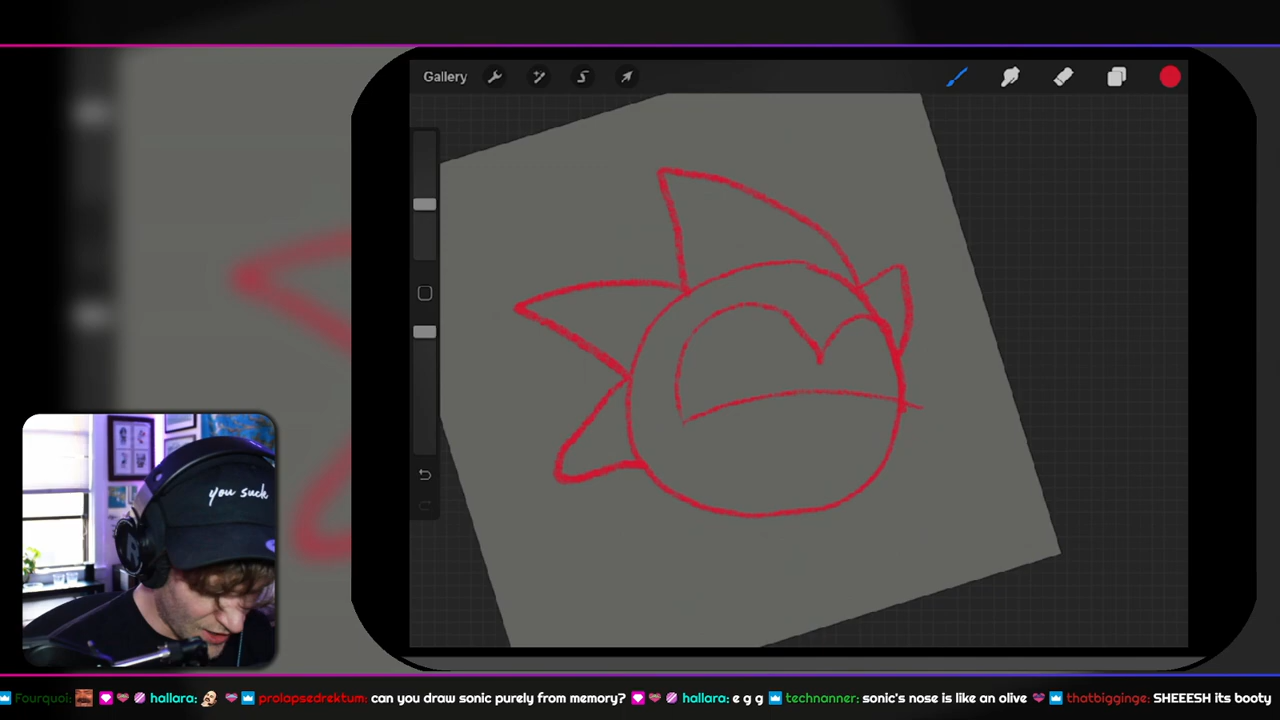 Gallery
you suck
Fourquoi: hallara: prolapsedrektum: can you draw sonic purely from memory? hallara: e g g technanner: sonic's nose is like an olive thatbigginge: SHEEESH its booty